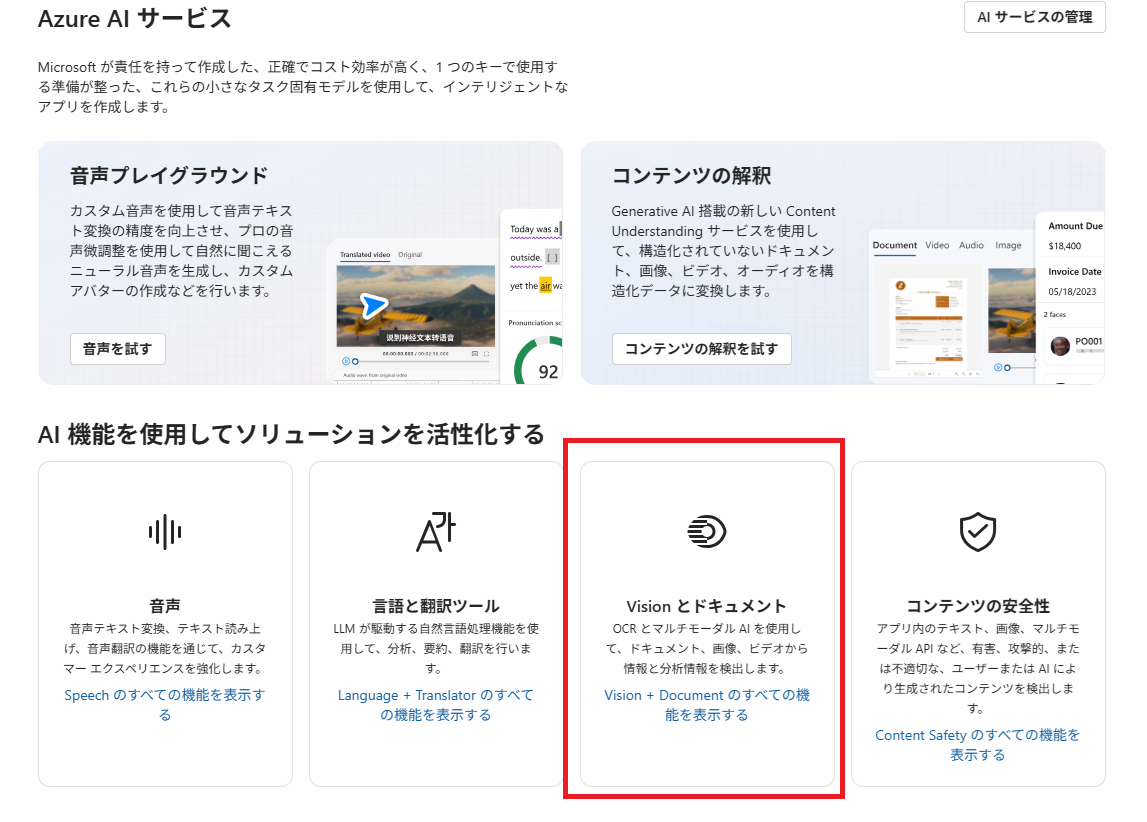 Azure AI サービス
AI サービスの管理
Microsoft が責任を持って作成した、正確でコスト効率が高く、1 つのキーで使用す
る準備が整った、これらの小さなタスク固有モデルを使用して、インテリジェントな
アプリを作成します。
音声プレイグラウンド
カスタム音声を使用して音声テキス
ト変換の精度を向上させ、プロの音
声微調整を使用して自然に聞こえる
ニューラル音声を生成し、カスタム
アバターの作成などを行います。
音声を試す
Translated video Original
说到神经文本转语音
00:00:00.000 / 00:02:56.000
Audio wave from original video
Today was a
outside. [ ]
yet the air wa
Pronunciation sc
92
コンテンツの解釈
Generative AI 搭載の新しい Content
Understanding サービスを使用し
て、構造化されていないドキュメン
ト、画像、ビデオ、オーディオを構
造化データに変換します。
コンテンツの解釈を試す
Document Video Audio Image
Amount Due
$18,400
Invoice Date
05/18/2023
2 faces
PO001
AI 機能を使用してソリューションを活性化する
音声
音声テキスト変換、テキスト読み上
げ、音声翻訳の機能を通じて、カスタ
マー エクスペリエンスを強化します。
Speech のすべての機能を表示す
る
言語と翻訳ツール
LLM が駆動する自然言語処理機能を使
用して、分析、要約、翻訳を行いま
す。
Language + Translator のすべて
の機能を表示する
Vision とドキュメント
OCR とマルチモーダル AI を使用し
て、ドキュメント、画像、ビデオから
情報と分析情報を検出します。
Vision + Document のすべての機
能を表示する
コンテンツの安全性
アプリ内のテキスト、画像、マルチモ
ーダル API など、有害、攻撃的、また
は不適切な、ユーザーまたは AI によ
り生成されたコンテンツを検出しま
す。
Content Safety のすべての機能を
表示する